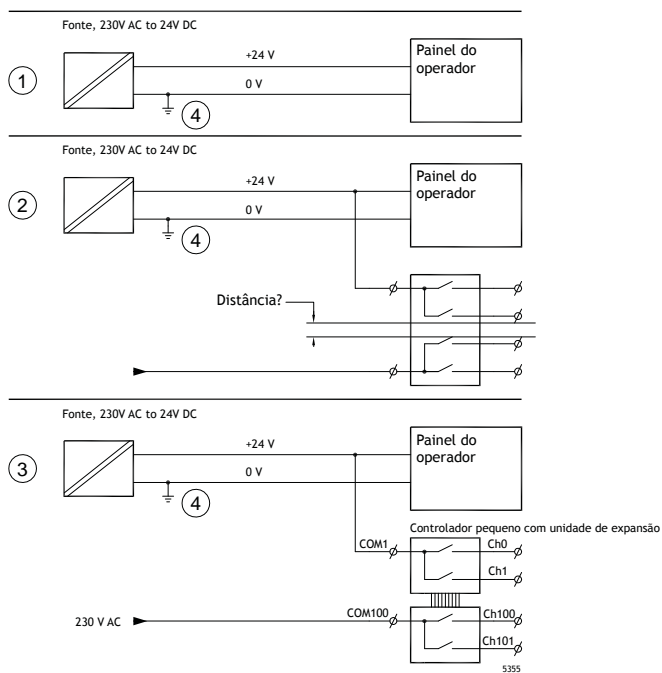 Fonte, 230V AC to 24V DC
1
+24 V
0 V
4
Painel do
operador
Fonte, 230V AC to 24V DC
2
+24 V
0 V
4
Painel do
operador
Distância?
Fonte, 230V AC to 24V DC
3
+24 V
0 V
4
Painel do
operador
Controlador pequeno com unidade de expansão
COM1
Ch0
Ch1
230 V AC
COM100
Ch100
Ch101
5355